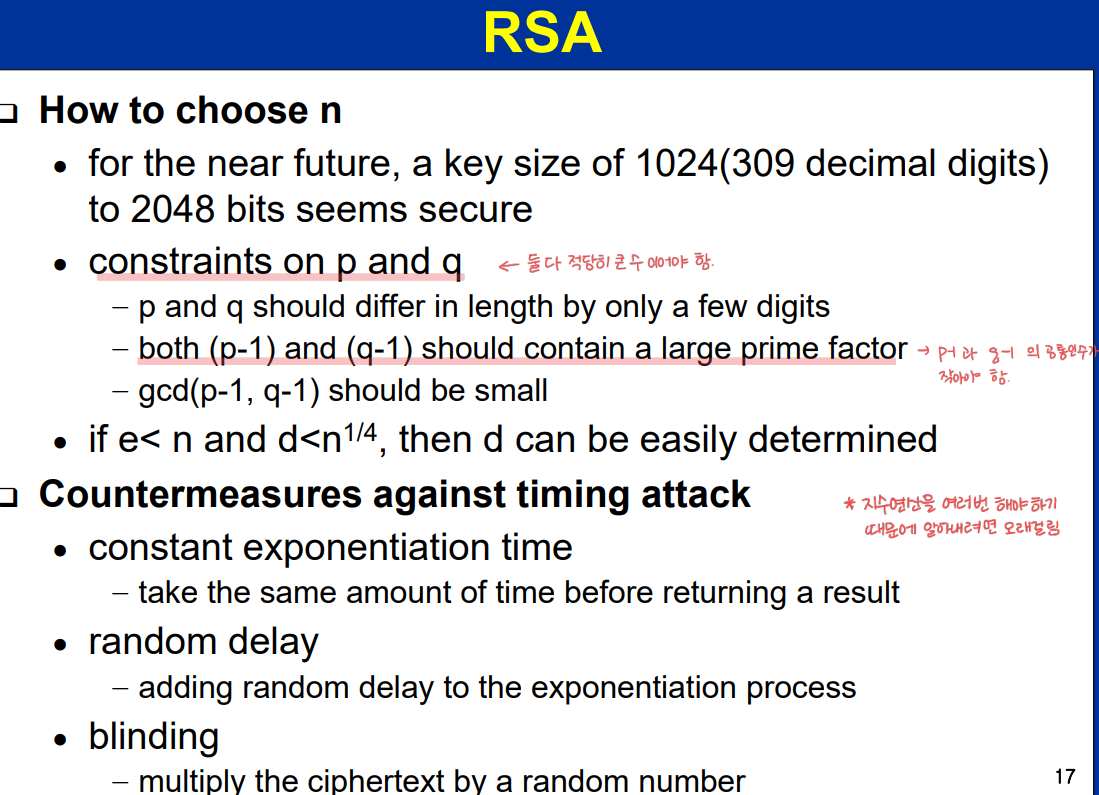 RSA
❑ How to choose n
• for the near future, a key size of 1024(309 decimal digits)
to 2048 bits seems secure
• constraints on p and q ← 둘다 적당히 큰 수 이어야 함.
– p and q should differ in length by only a few digits
– both (p-1) and (q-1) should contain a large prime factor → p-1 과 q-1 의 공통인수가
작아야 함.
– gcd(p-1, q-1) should be small
• if e< n and d<n^1/4, then d can be easily determined
❑ Countermeasures against timing attack
* 지수연산을 여러번 해야하기
때문에 알아내려면 오래걸림
• constant exponentiation time
– take the same amount of time before returning a result
• random delay
– adding random delay to the exponentiation process
• blinding
– multiply the ciphertext by a random number
17